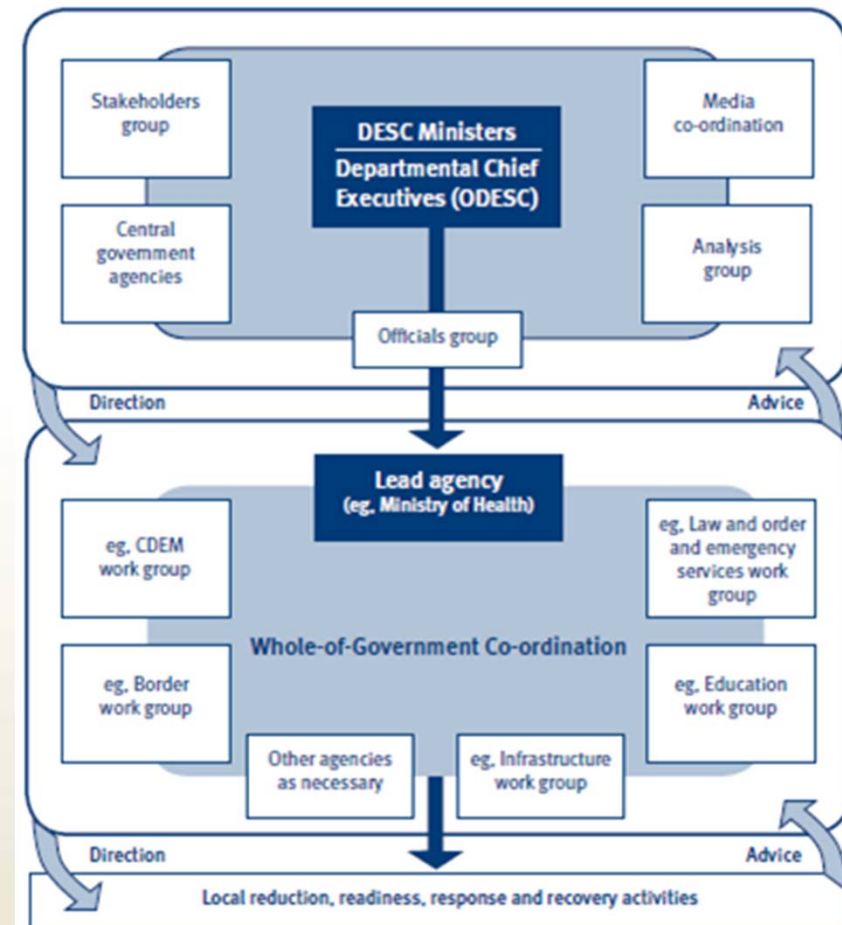 Stakeholders
group
DESC Ministers
Departmental Chief
Executives (ODESC)
Media
co-ordination
Central
government
agencies
Analysis
group
Officials group
Direction
Advice
Lead agency
(eg, Ministry of Health)
eg, CDEM
work group
eg, Law and order
and emergency
services work
group
Whole-of-Government Co-ordination
eg, Border
work group
eg, Education
work group
Other agencies
as necessary
eg, Infrastructure
work group
Direction
Advice
Local reduction, readiness, response and recovery activities